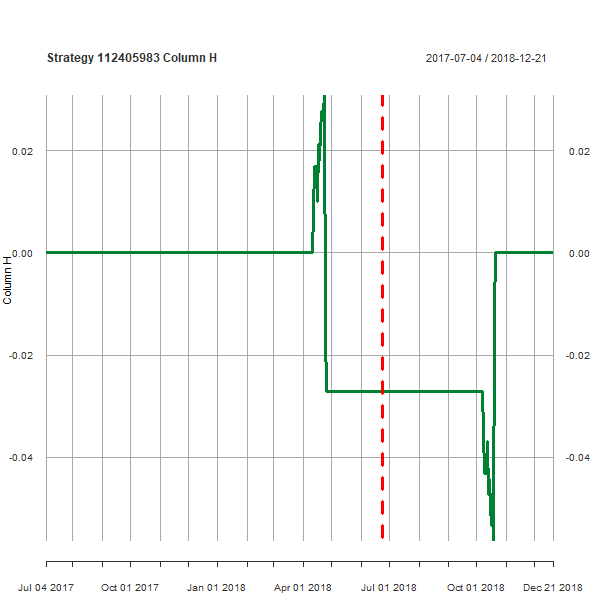 Strategy 112405983 Column H
2017-07-04 / 2018-12-21
0.02
0.02
0.00
0.00
Column H
-0.02
-0.02
-0.04
-0.04
Jul 04 2017
Oct 01 2017
Jan 01 2018
Apr 01 2018
Jul 01 2018
Oct 01 2018
Dec 21 2018